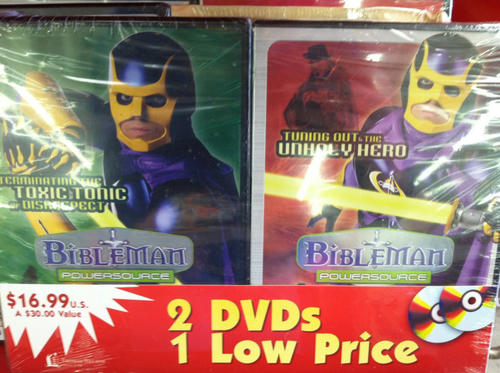 TERMINATING THE
TOXIC TONIC
OF DISRESPECT
BIBLEMAN
POWERSOURCE
TUNING OUT THE
UNHOLY HERO
BIBLEMAN
POWERSOURCE
$16.99 U.S.
A $30.00 Value
2 DVDs
1 Low Price